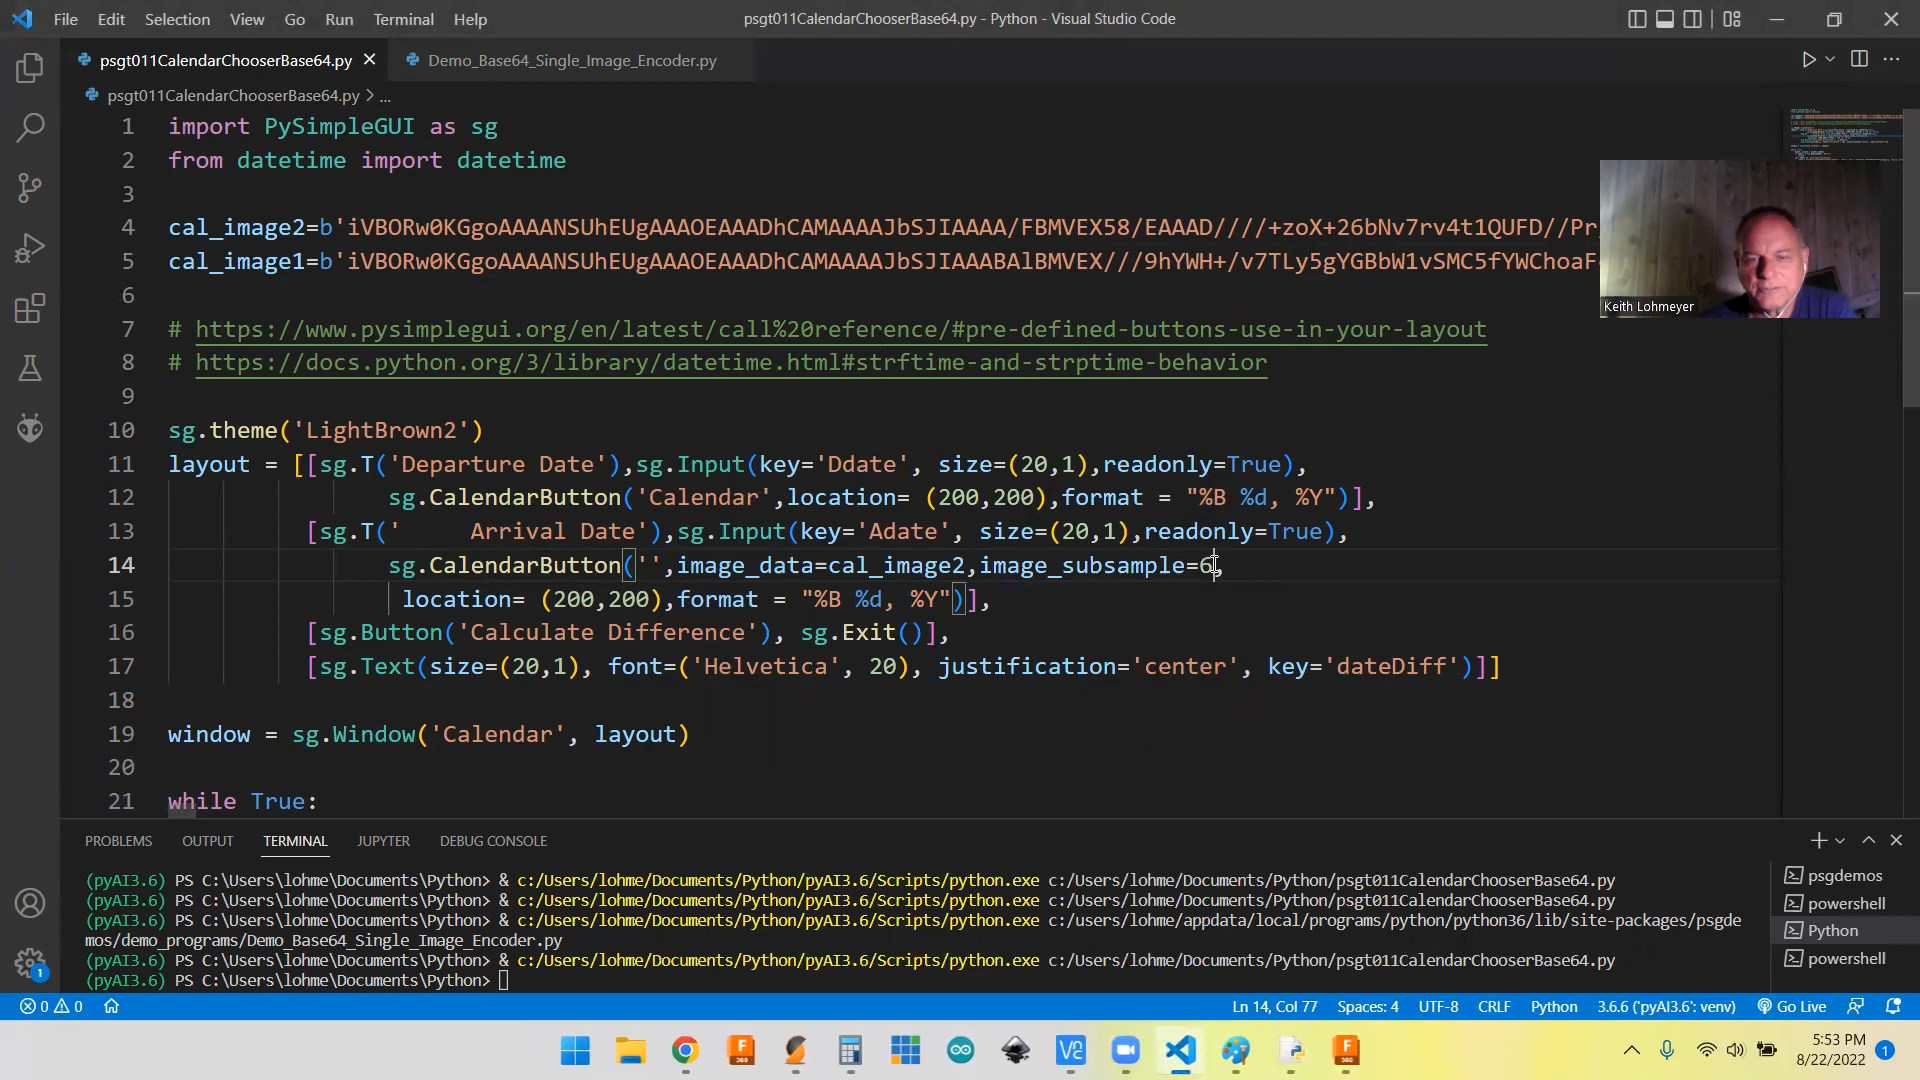 File Edit Selection View Go Run Terminal Help psgt011CalendarChooserBase64.py - Python - Visual Studio Code
psgt011CalendarChooserBase64.py Demo_Base64_Single_Image_Encoder.py
psgt011CalendarChooserBase64.py > ...
1 import PySimpleGUI as sg
2 from datetime import datetime
3
4 cal_image2=b'iVBORw0KGgoAAAANSUhEUgAAAOEAAADhCAMAAAAJbSJIAAAA/FBMVEX58/EAAAD////+zoX+26bNv7rv4t1QUFD//Pr
5 cal_image1=b'iVBORw0KGgoAAAANSUhEUgAAAOEAAADhCAMAAAAJbSJIAAABAlBMVEX///9hYWH+/v7TLy5gYGBbW1vSMC5fYWChoaF
6
7 # https://www.pysimplegui.org/en/latest/call%20reference/#pre-defined-buttons-use-in-your-layout
8 # https://docs.python.org/3/library/datetime.html#strftime-and-strptime-behavior
9
10 sg.theme('LightBrown2')
11 layout = [[sg.T('Departure Date'),sg.Input(key='Ddate', size=(20,1),readonly=True),
12 sg.CalendarButton('Calendar',location= (200,200),format = "%B %d, %Y")],
13 [sg.T('    Arrival Date'),sg.Input(key='Adate', size=(20,1),readonly=True),
14 sg.CalendarButton('',image_data=cal_image2,image_subsample=6,
15 location= (200,200),format = "%B %d, %Y")],
16 [sg.Button('Calculate Difference'), sg.Exit()],
17 [sg.Text(size=(20,1), font=('Helvetica', 20), justification='center', key='dateDiff')]]
18
19 window = sg.Window('Calendar', layout)
20
21 while True:
Keith Lohmeyer
PROBLEMS OUTPUT TERMINAL JUPYTER DEBUG CONSOLE
(pyAI3.6) PS C:\Users\lohme\Documents\Python> & c:/Users/lohme/Documents/Python/pyAI3.6/Scripts/python.exe c:/Users/lohme/Documents/Python/psgt011CalendarChooserBase64.py
(pyAI3.6) PS C:\Users\lohme\Documents\Python> & c:/Users/lohme/Documents/Python/pyAI3.6/Scripts/python.exe c:/Users/lohme/Documents/Python/psgt011CalendarChooserBase64.py
(pyAI3.6) PS C:\Users\lohme\Documents\Python> & c:/Users/lohme/Documents/Python/pyAI3.6/Scripts/python.exe c:/users/lohme/appdata/local/programs/python/python36/lib/site-packages/psgde
mos/demo_programs/Demo_Base64_Single_Image_Encoder.py
(pyAI3.6) PS C:\Users\lohme\Documents\Python> & c:/Users/lohme/Documents/Python/pyAI3.6/Scripts/python.exe c:/Users/lohme/Documents/Python/psgt011CalendarChooserBase64.py
(pyAI3.6) PS C:\Users\lohme\Documents\Python>
psgdemos
powershell
Python
powershell
0 0 Ln 14, Col 77 Spaces: 4 UTF-8 CRLF Python 3.6.6 ('pyAI3.6': venv) Go Live
5:53 PM
8/22/2022